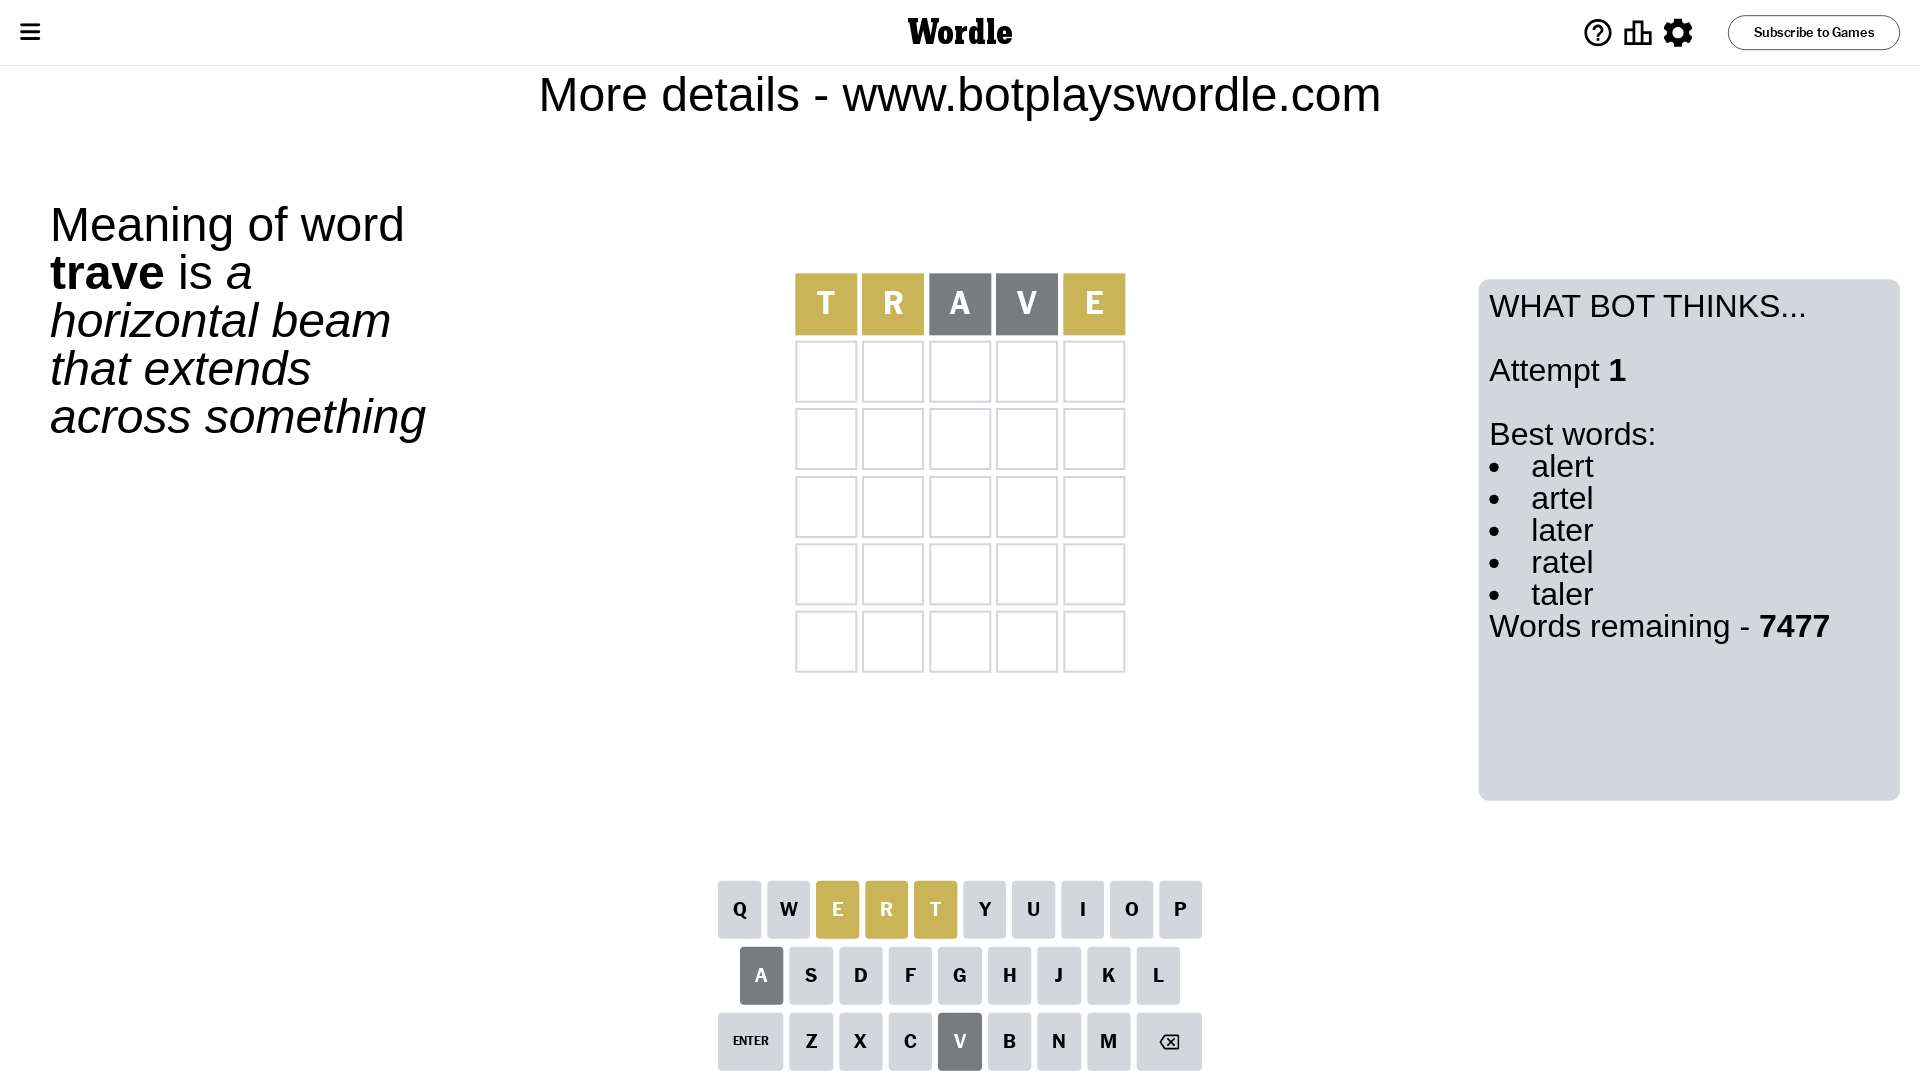 Wordle
Subscribe to Games
More details - www.botplayswordle.com
Meaning of word
trave is a
horizontal beam
that extends
across something
T R A V E
WHAT BOT THINKS...
Attempt 1
Best words:
• alert
• artel
• later
• ratel
• taler
Words remaining - 7477
Q W E R T Y U I O P
A S D F G H J K L
ENTER Z X C V B N M